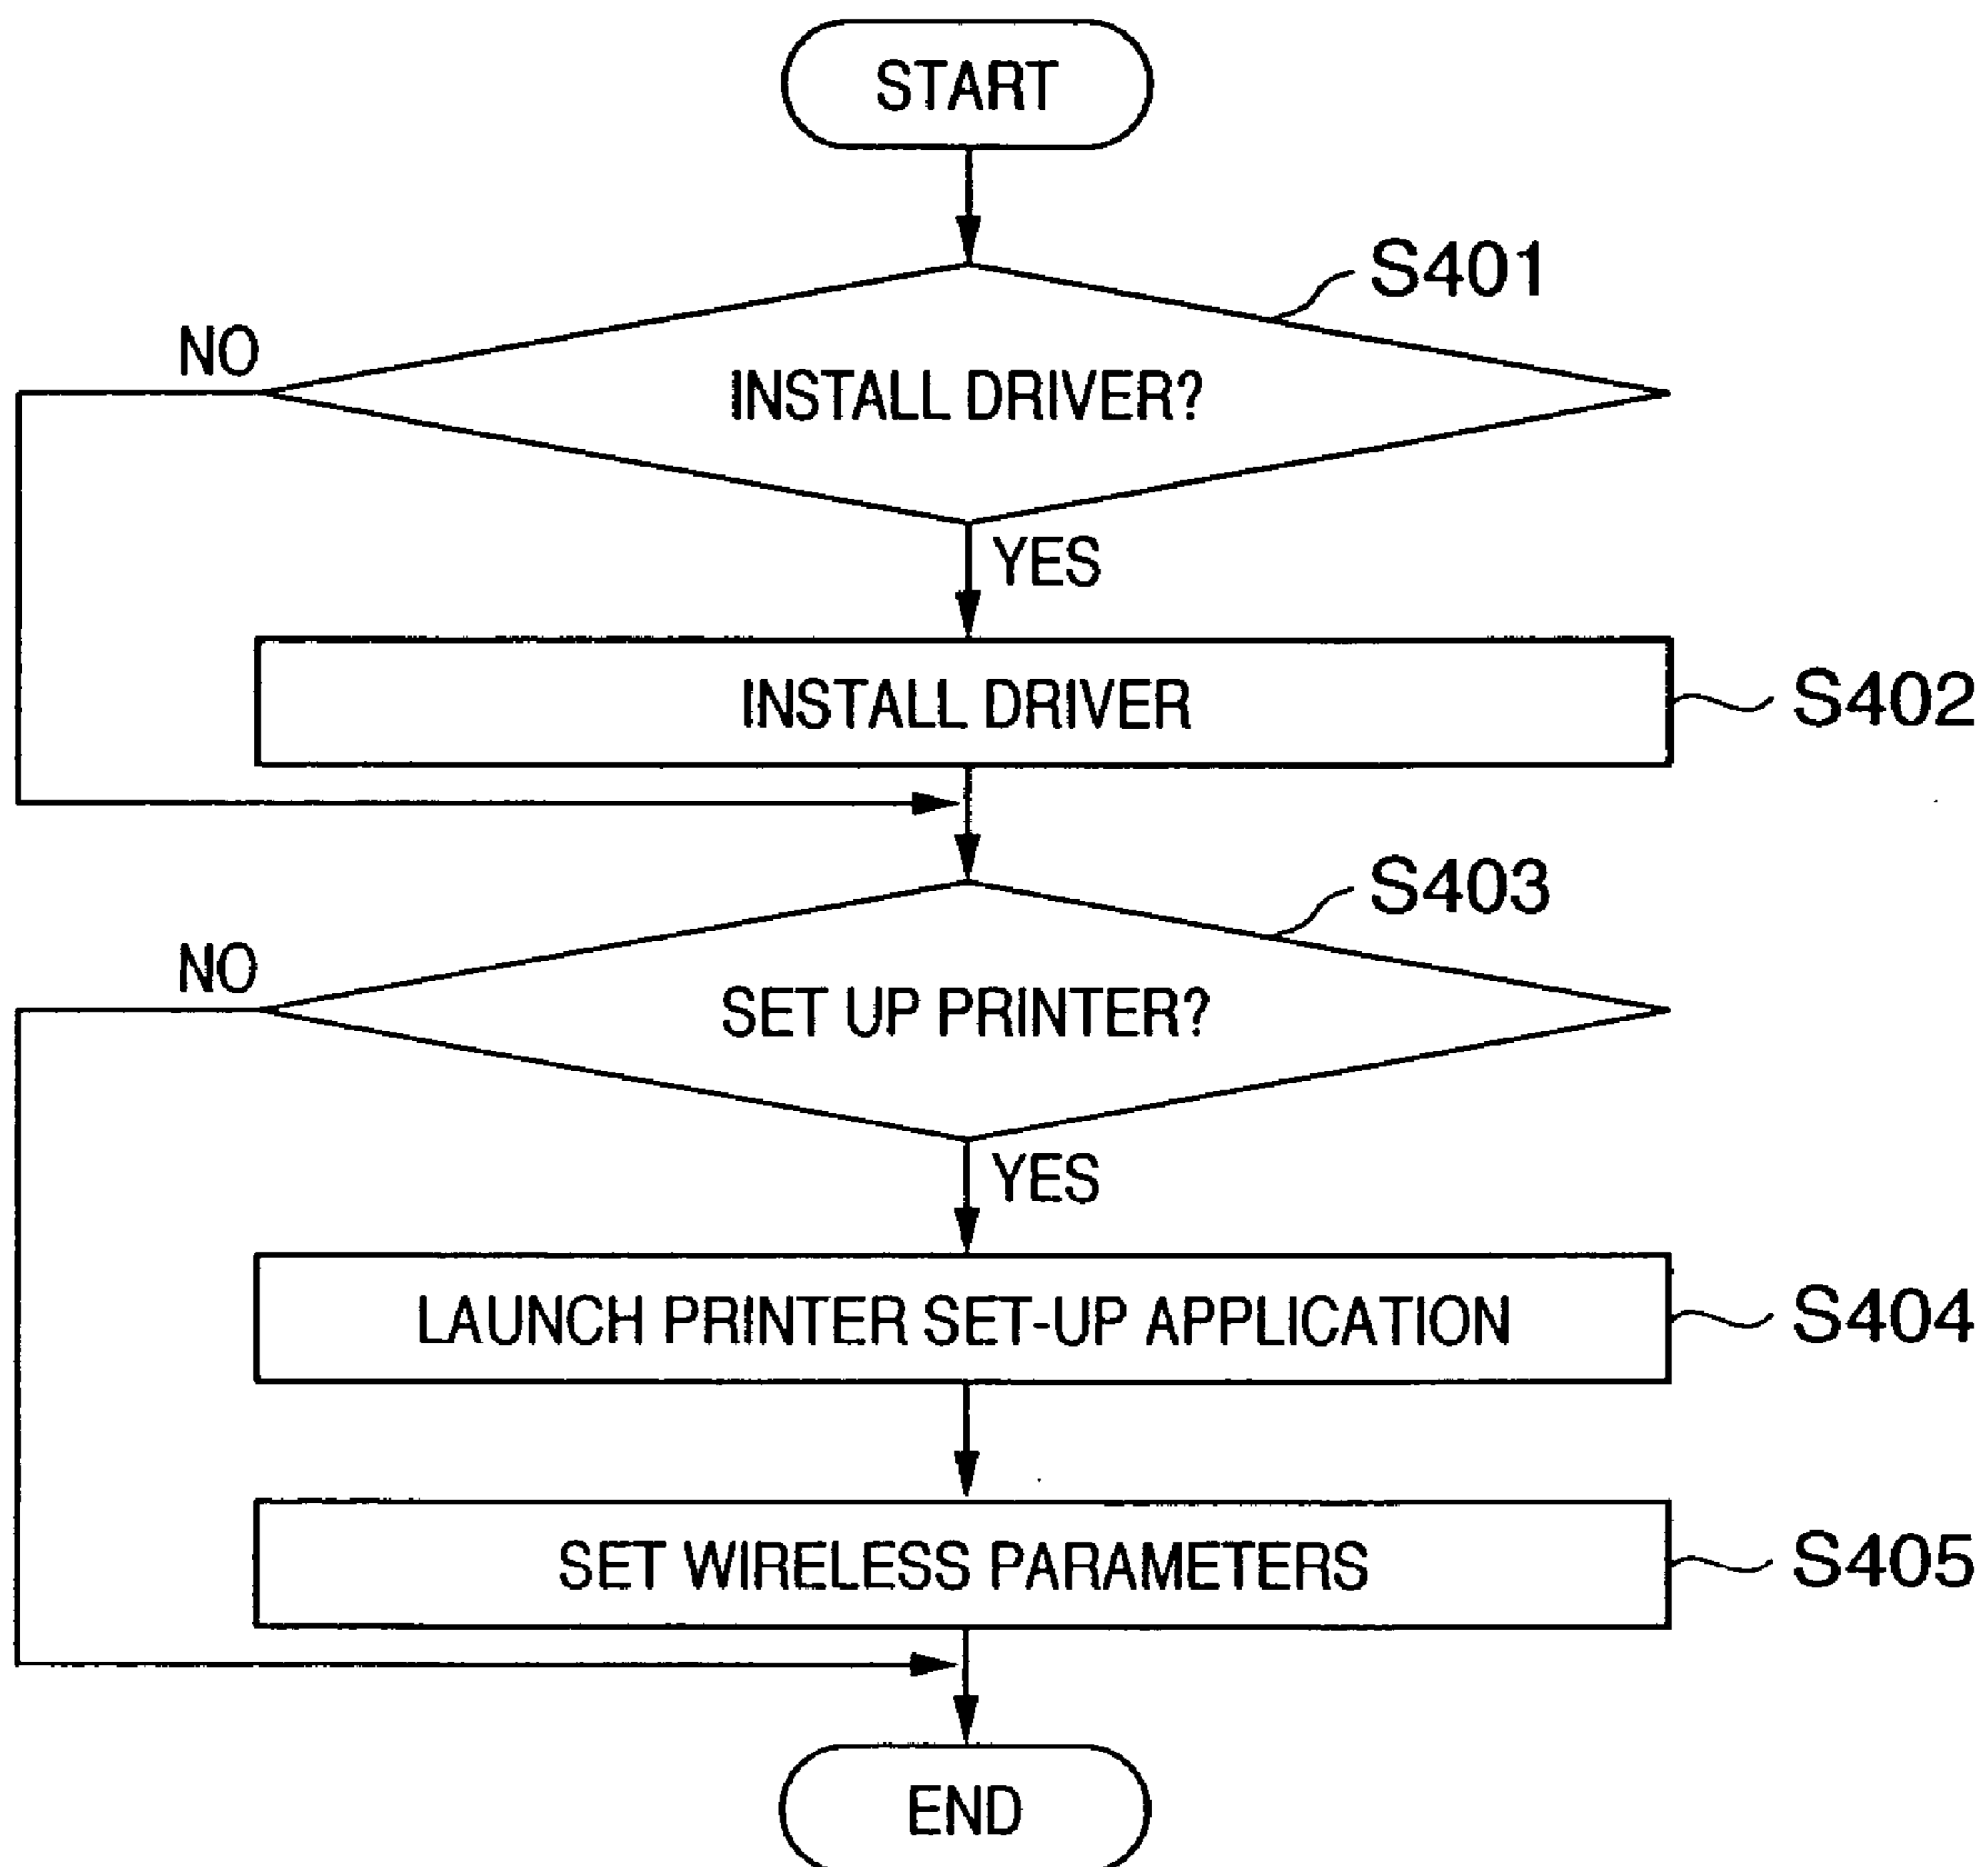 START
S401
NO
INSTALL DRIVER?
YES
INSTALL DRIVER
S402
S403
NO
SET UP PRINTER?
YES
LAUNCH PRINTER SET-UP APPLICATION
S404
SET WIRELESS PARAMETERS
S405
END